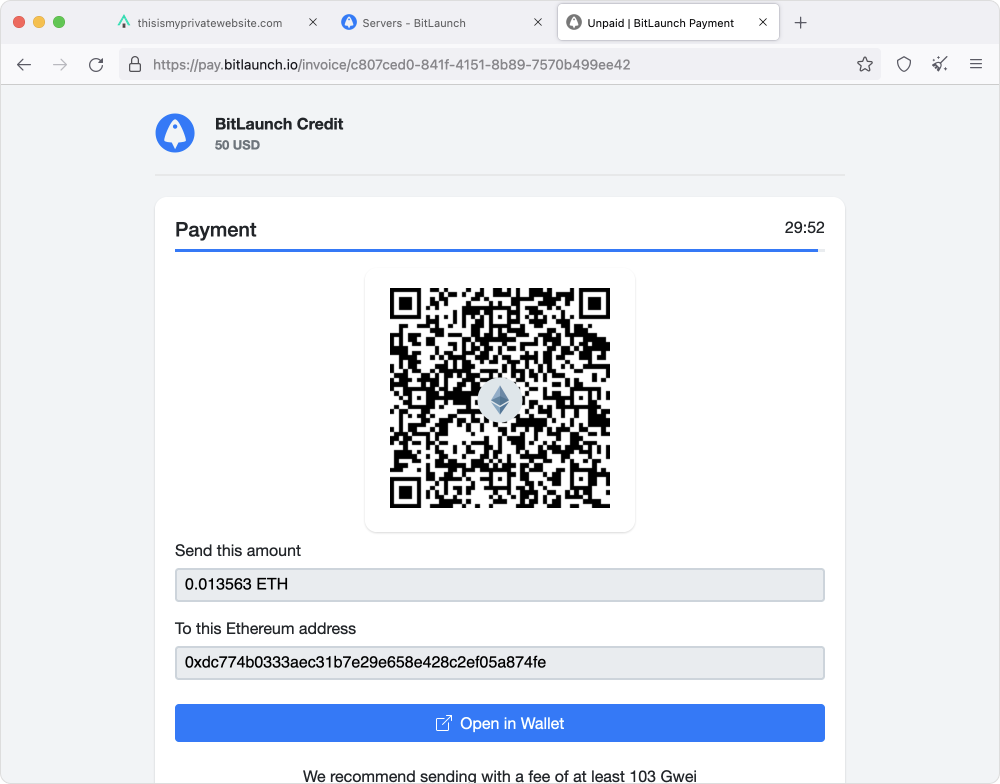 thisismyprivatewebsite.com
Servers - BitLaunch
Unpaid | BitLaunch Payment
https://pay.bitlaunch.io/invoice/c807ced0-841f-4151-8b89-7570b499ee42
BitLaunch Credit
50 USD
Payment
29:52
Send this amount
0.013563 ETH
To this Ethereum address
0xdc774b0333aec31b7e29e658e428c2ef05a874fe
Open in Wallet
We recommend sending with a fee of at least 103 Gwei